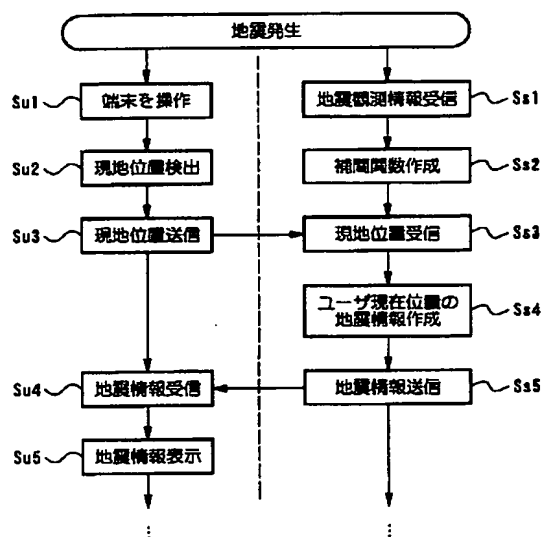 地震発生
Su1
端末を操作
地震観測情報受信
Ss1
Su2
現地位置検出
補間関数作成
Ss2
Su3
現地位置送信
現地位置受信
Ss3
ユーザ現在位置の
地震情報作成
Ss4
Su4
地震情報受信
地震情報送信
Ss5
Su5
地震情報表示